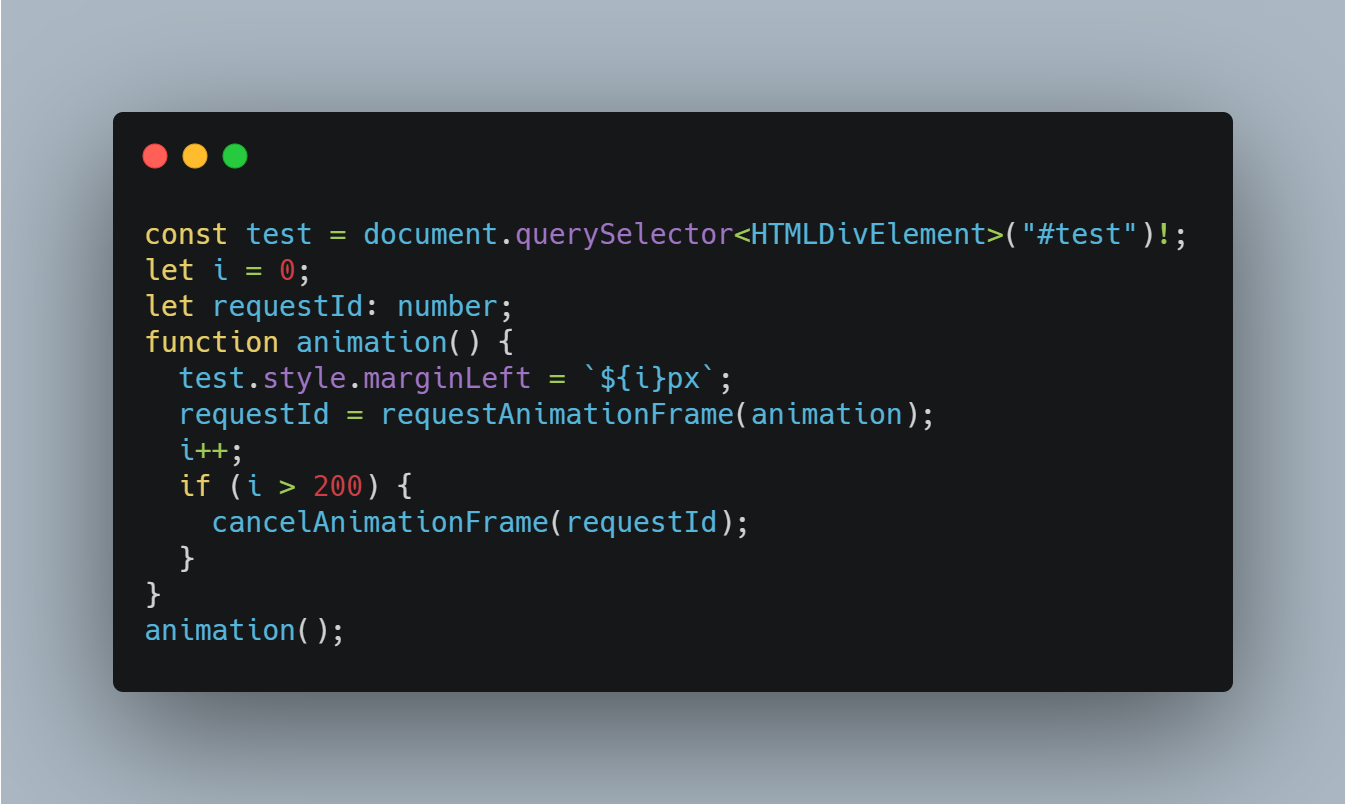 const test = document.querySelector<HTMLDivElement>("#test")!;
let i = 0;
let requestId: number;
function animation() {
  test.style.marginLeft = `${i}px`;
  requestId = requestAnimationFrame(animation);
  i++;
  if (i > 200) {
    cancelAnimationFrame(requestId);
  }
}
animation();